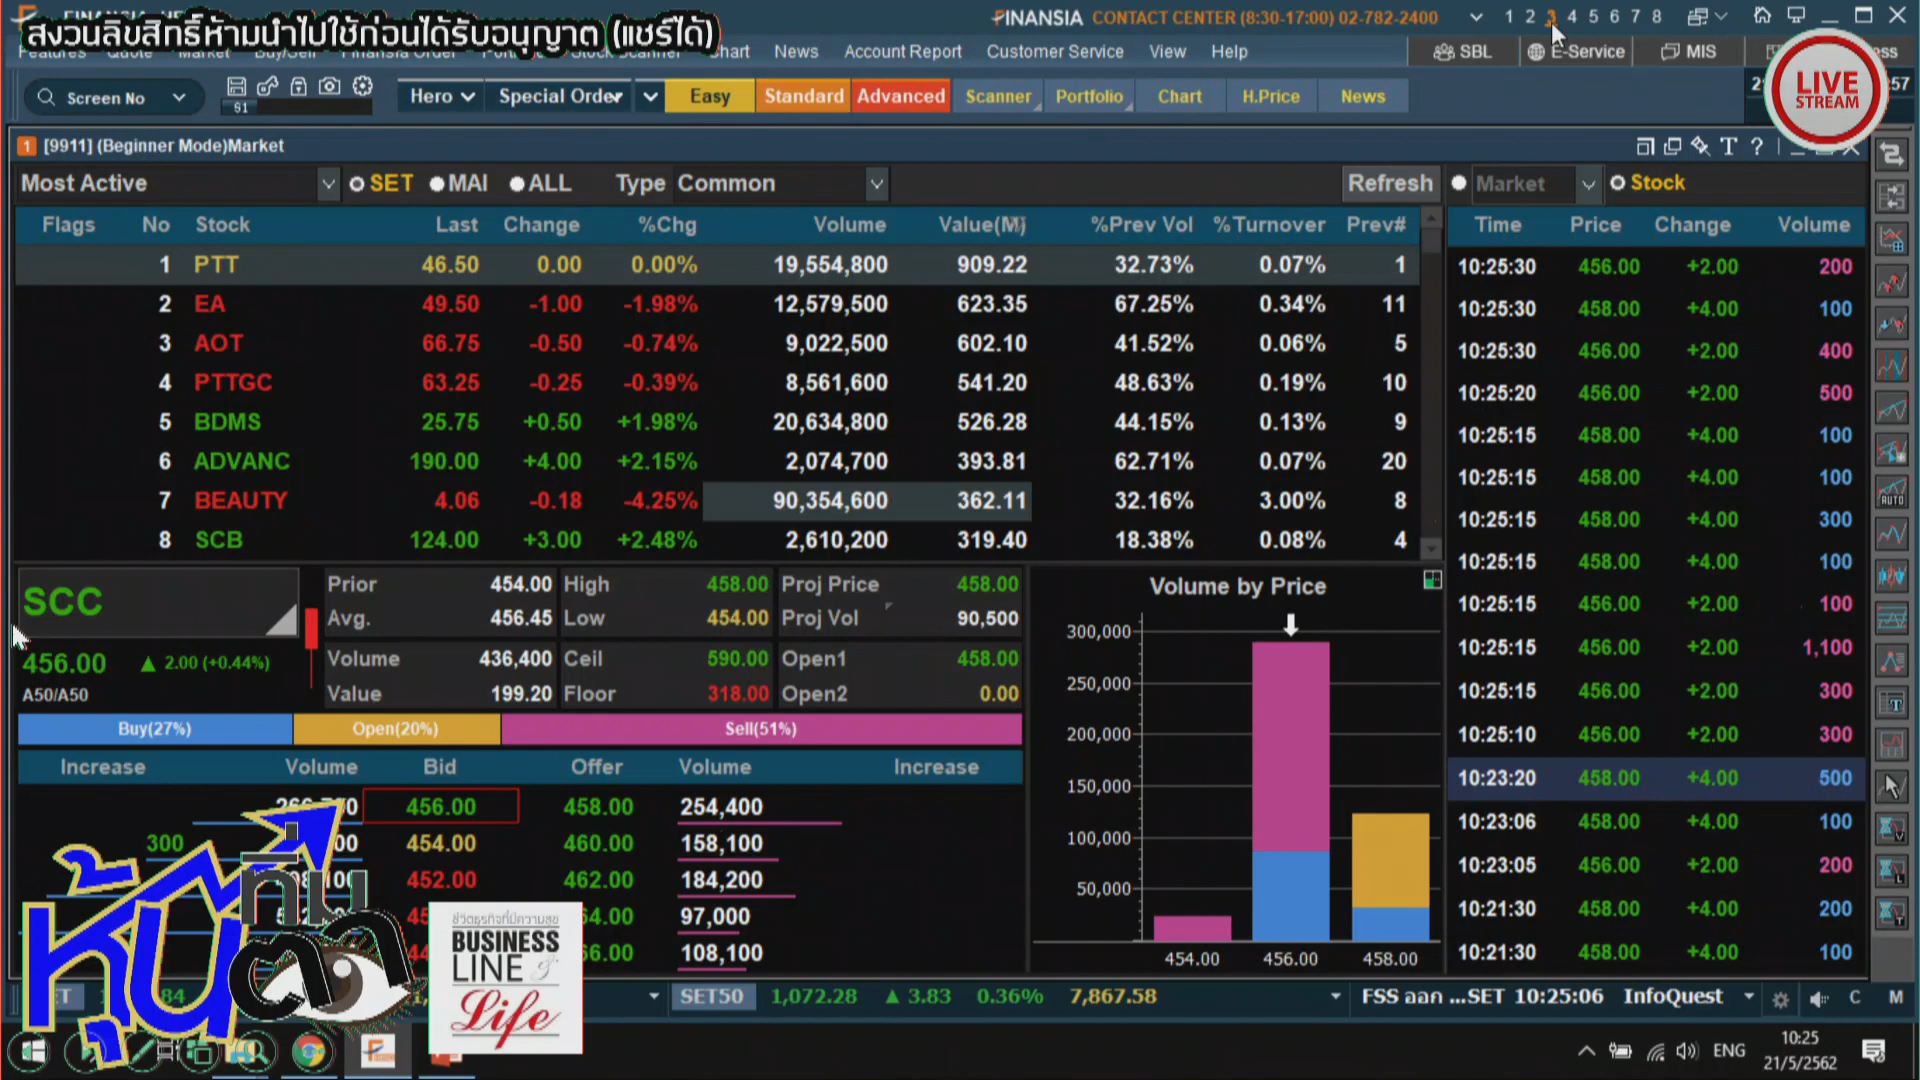 สงวนลิขสิทธิ์ห้ามนำไปใช้ก่อนได้รับอนุญาต (แชร์ได้)
FINANSIA CONTACT CENTER (8:30-17:00) 02-782-2400 1 2 3 4 5 6 7 8
News Account Report Customer Service View Help SBL E-Service MIS
LIVE STREAM
Screen No S1 Hero Special Order Easy Standard Advanced Scanner Portfolio Chart H.Price News
1 [9911] (Beginner Mode)Market
Most Active SET MAI ALL Type Common Refresh Market Stock
Flags No Stock Last Change %Chg Volume Value(M) %Prev Vol %Turnover Prev#
1 PTT 46.50 0.00 0.00% 19,554,800 909.22 32.73% 0.07% 1
2 EA 49.50 -1.00 -1.98% 12,579,500 623.35 67.25% 0.34% 11
3 AOT 66.75 -0.50 -0.74% 9,022,500 602.10 41.52% 0.06% 5
4 PTTGC 63.25 -0.25 -0.39% 8,561,600 541.20 48.63% 0.19% 10
5 BDMS 25.75 +0.50 +1.98% 20,634,800 526.28 44.15% 0.13% 9
6 ADVANC 190.00 +4.00 +2.15% 2,074,700 393.81 62.71% 0.07% 20
7 BEAUTY 4.06 -0.18 -4.25% 90,354,600 362.11 32.16% 3.00% 8
8 SCB 124.00 +3.00 +2.48% 2,610,200 319.40 18.38% 0.08% 4
Time Price Change Volume
10:25:30 456.00 +2.00 200
10:25:30 458.00 +4.00 100
10:25:30 456.00 +2.00 400
10:25:20 456.00 +2.00 500
10:25:15 458.00 +4.00 100
10:25:15 458.00 +4.00 100
10:25:15 458.00 +4.00 300
10:25:15 458.00 +4.00 100
10:25:15 456.00 +2.00 100
10:25:15 456.00 +2.00 1,100
10:25:15 456.00 +2.00 300
10:25:10 456.00 +2.00 300
10:23:20 458.00 +4.00 500
10:23:06 458.00 +4.00 100
10:23:05 456.00 +2.00 200
10:21:30 458.00 +4.00 200
10:21:30 458.00 +4.00 100
SCC
456.00 ▲ 2.00 (+0.44%)
A50/A50
Prior 454.00 High 458.00 Proj Price 458.00
Avg. 456.45 Low 454.00 Proj Vol 90,500
Volume 436,400 Ceil 590.00 Open1 458.00
Value 199.20 Floor 318.00 Open2 0.00
Buy(27%) Open(20%) Sell(51%)
Increase Volume Bid Offer Volume Increase
456.00 458.00 254,400
300 454.00 460.00 158,100
452.00 462.00 184,200
97,000
108,100
Volume by Price
300,000
250,000
200,000
150,000
100,000
50,000
454.00 456.00 458.00
หุ้นทันตา
ชีวิตธุรกิจที่มีความสุข
BUSINESS
LINE &
Life
SET50 1,072.28 ▲ 3.83 0.36% 7,867.58 FSS ออก ...SET 10:25:06 InfoQuest C M
ENG 10:25
21/5/2562